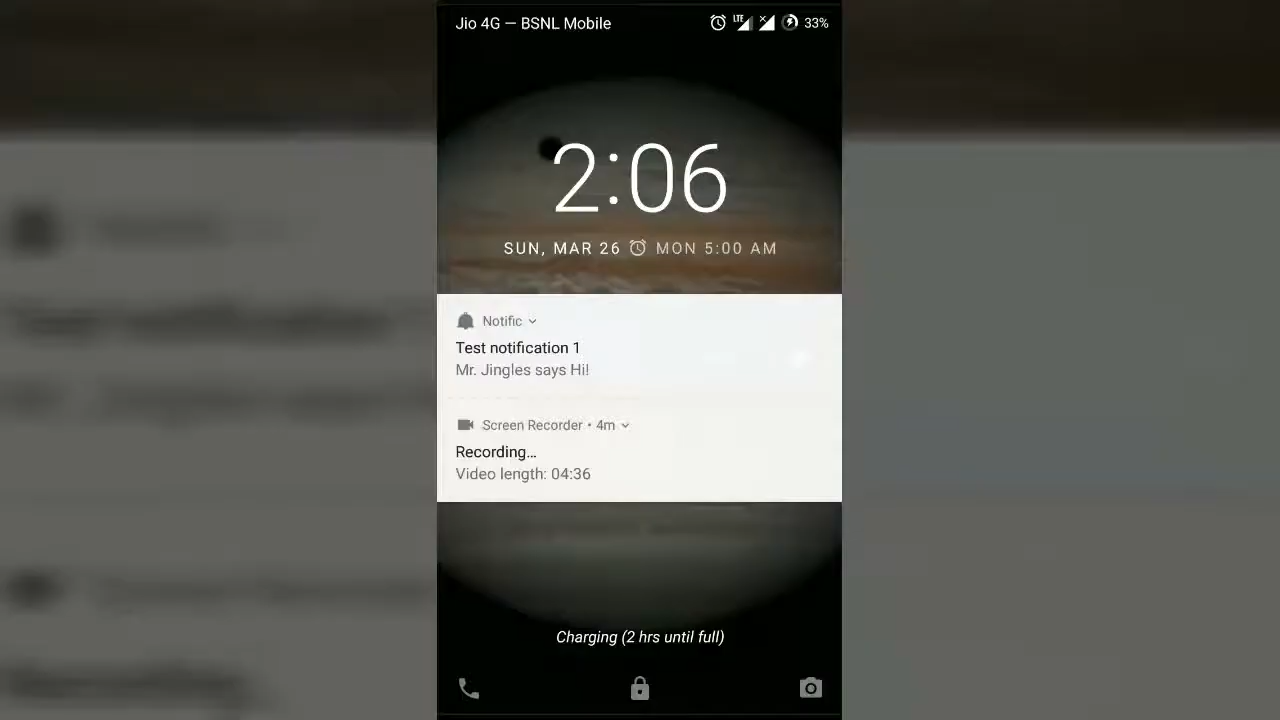 Jio 4G — BSNL Mobile
LTE
33%
2:06
SUN, MAR 26 MON 5:00 AM
Notific
Test notification 1
Mr. Jingles says Hi!
Screen Recorder • 4m
Recording...
Video length: 04:36
Charging (2 hrs until full)